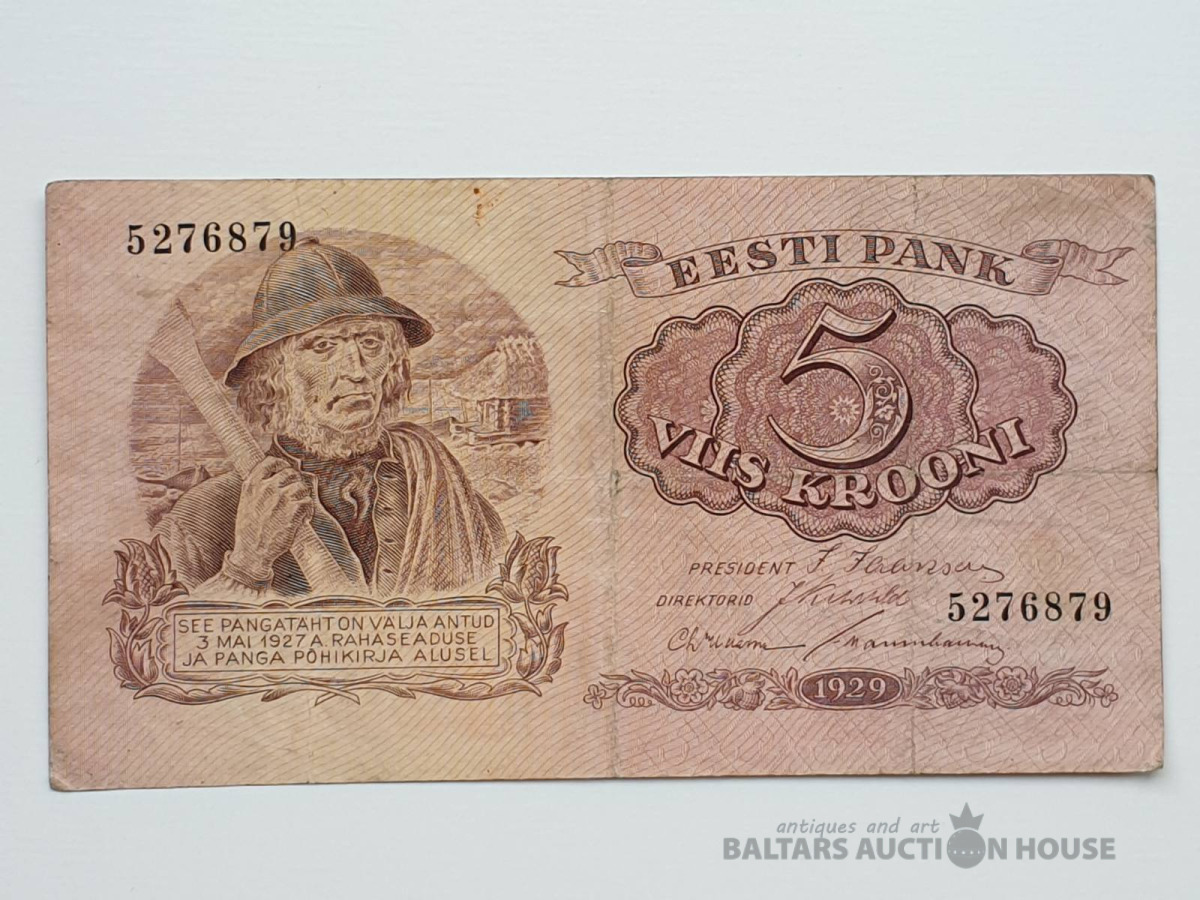 5276879
EESTI PANK
5
VIIS KROONI
PRESIDENT
DIREKTORID
5276879
SEE PANGATAHT ON VÄLJA ANTUD
3 MAI 1927 A. RAHASEADUSE
JA PANGA PÕHIKIRJA ALUSEL
1929
antiques and art
BALTARS AUCTION HOUSE